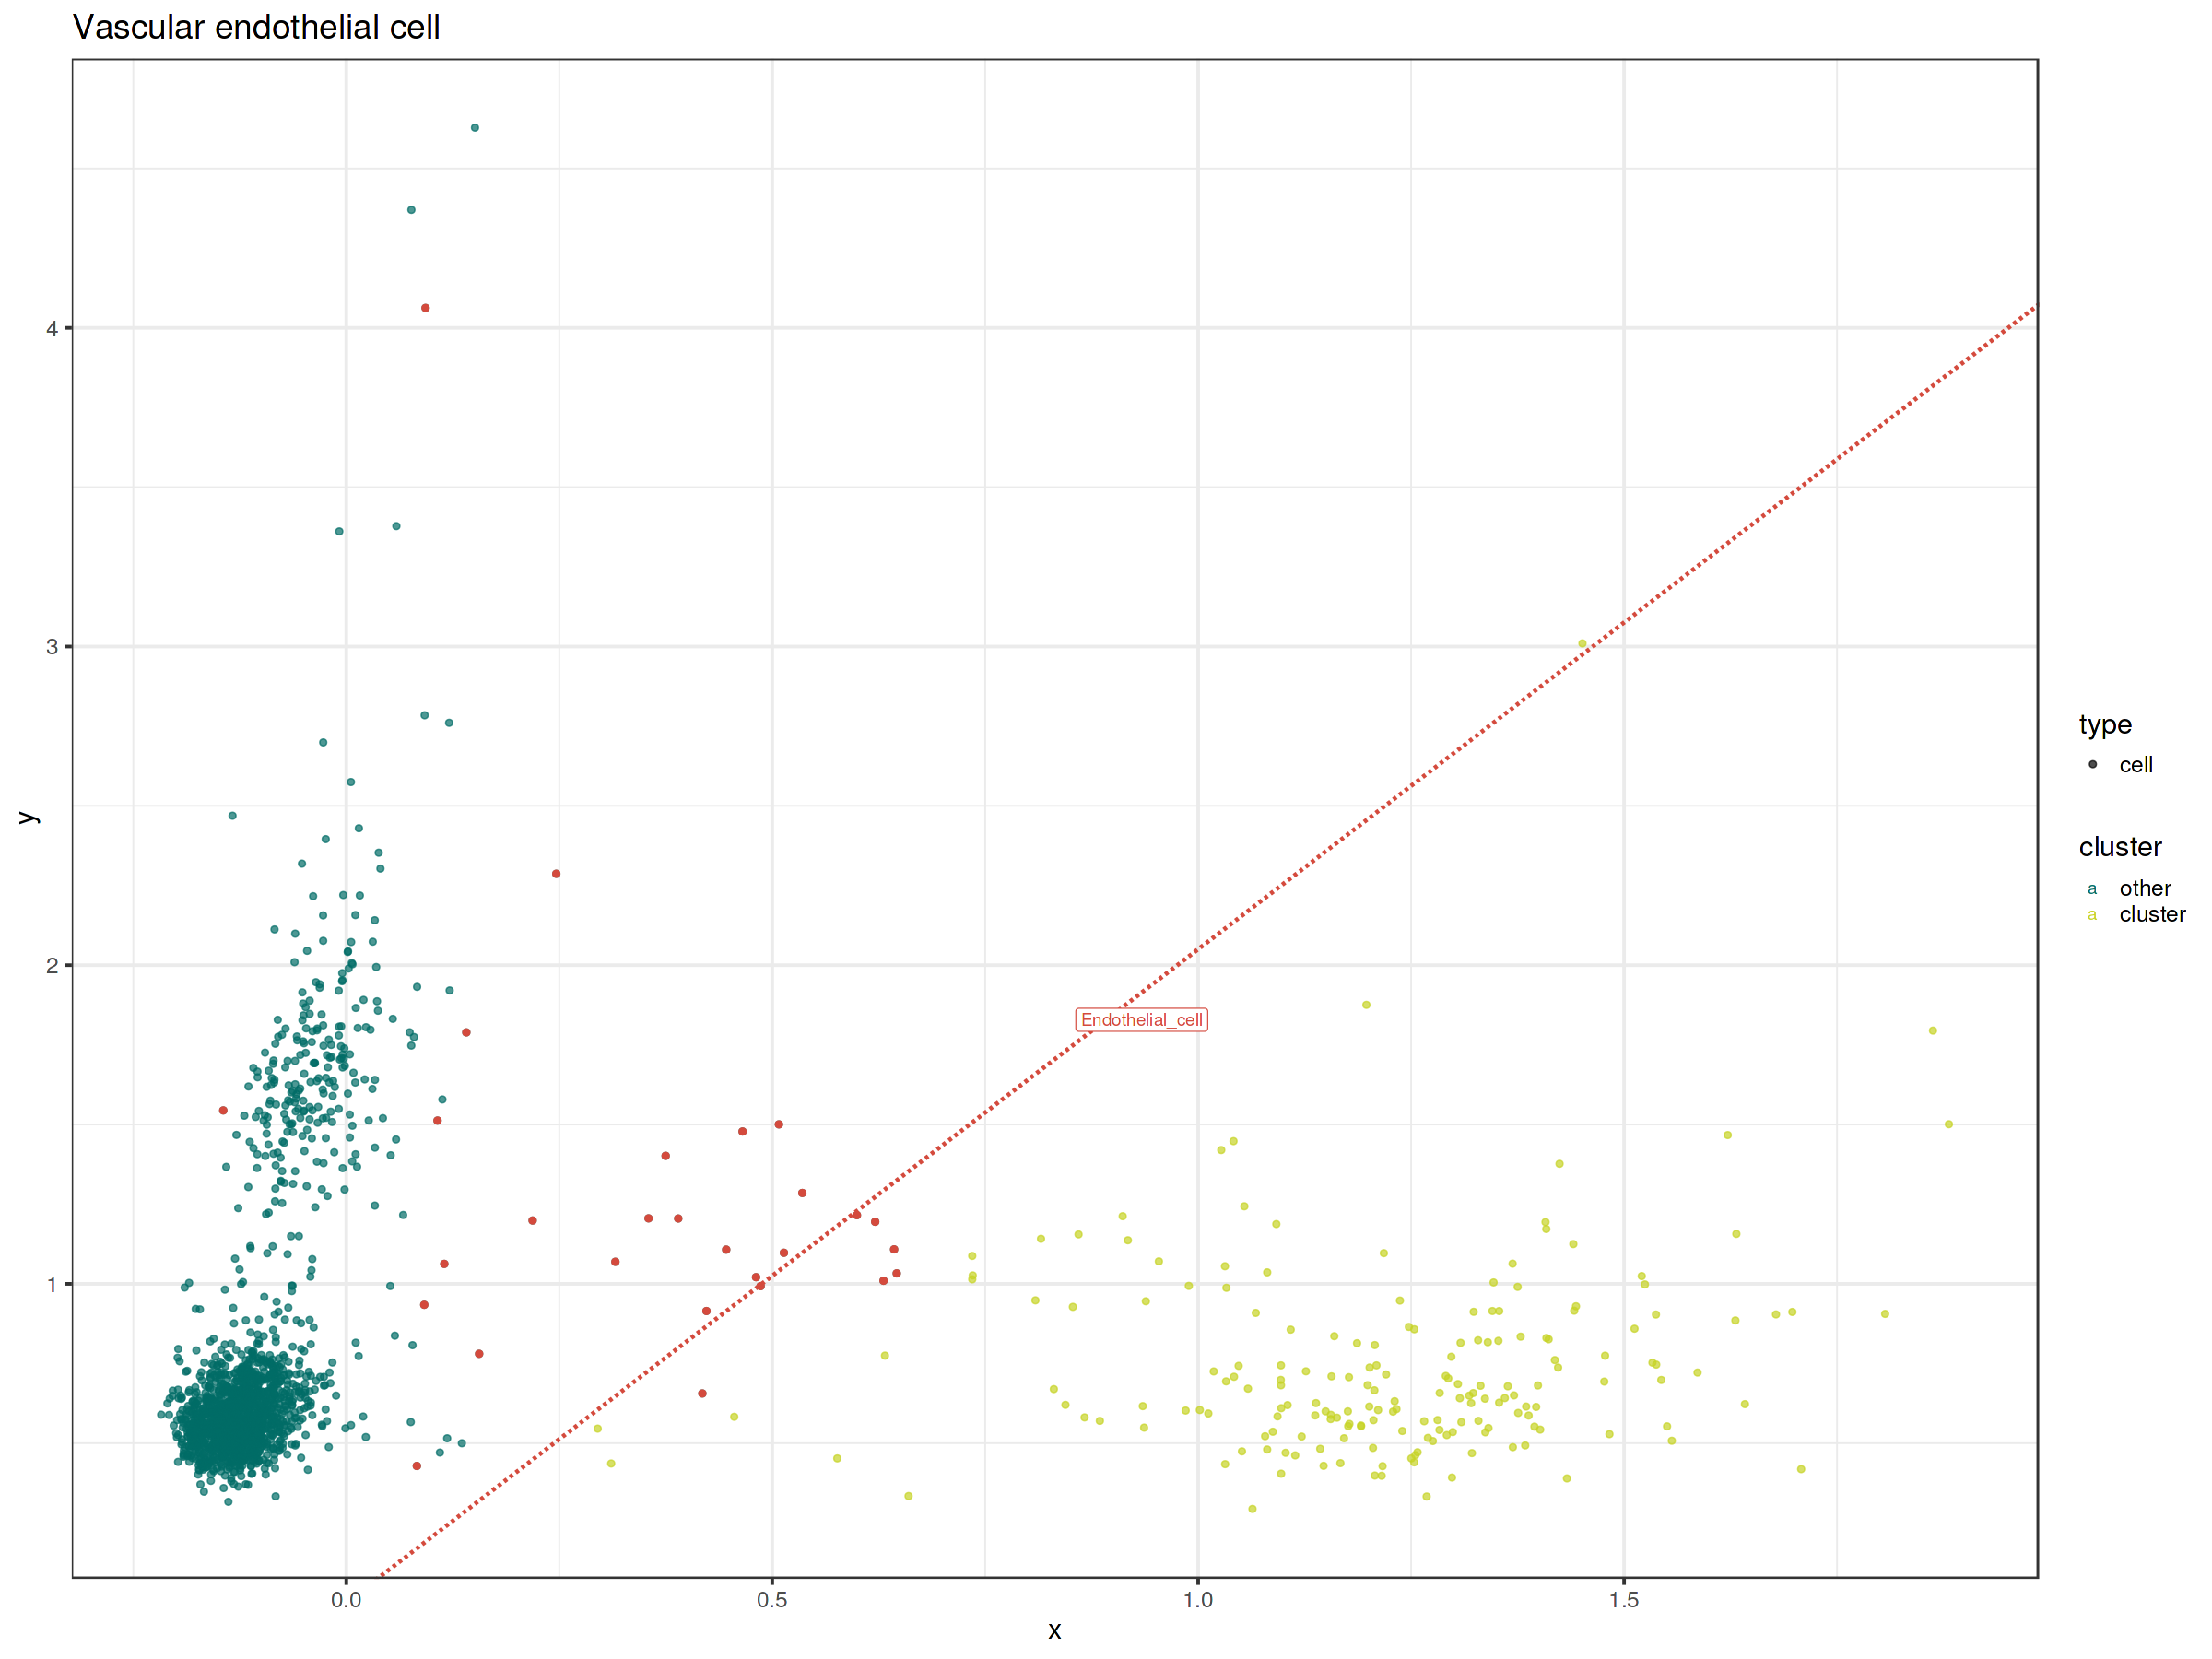 Vascular endothelial cell
4
3
2
1
y
Endothelial_cell
0.0
0.5
1.0
1.5
x
type
cell
cluster
a other
a cluster